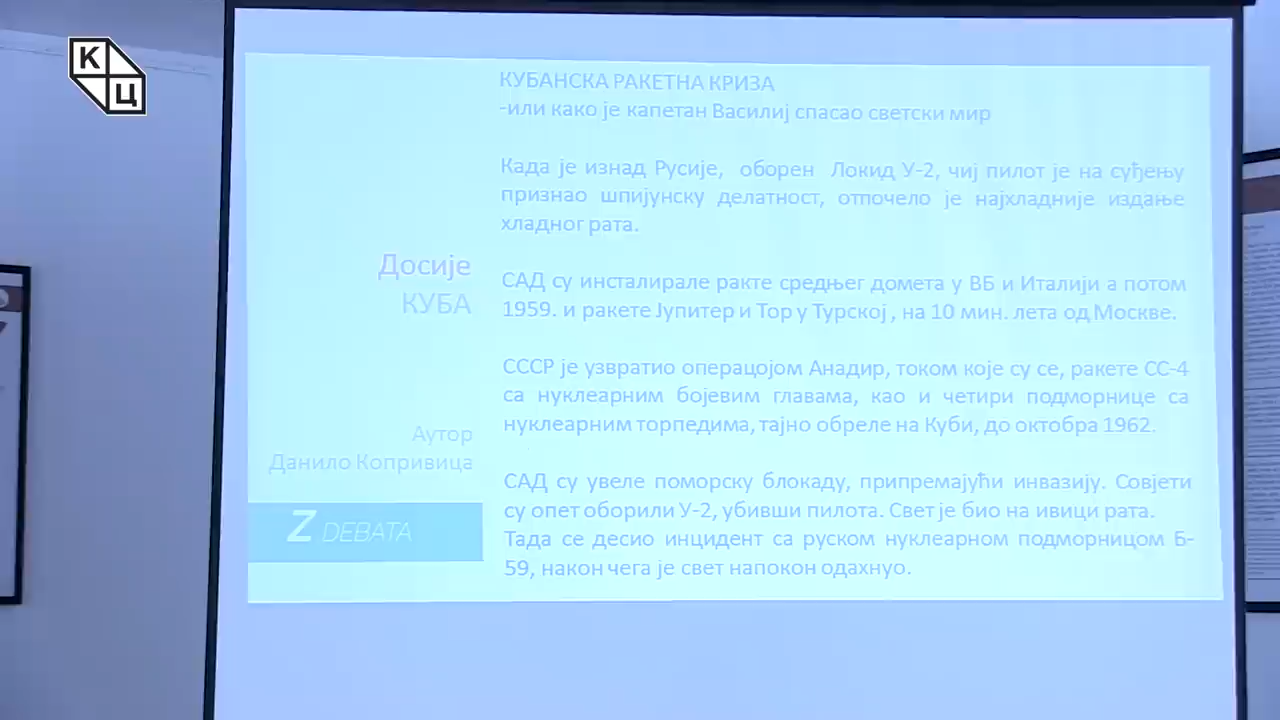 КЦ
КУБАНСКА РАКЕТНА КРИЗА
-или како је капетан Василиј спасао светски мир
Када је изнад Русије, оборен Локид У-2, чиј пилот је на суђењу
признао шпијунску делатност, отпочело је најхладније издање
хладног рата.
Досије
КУБА
САД су инсталирале ракте средњег домета у ВБ и Италији а потом
1959. и ракете Јупитер и Тор у Турској , на 10 мин. лета од Москве.
СССР је узвратио операцојом Анадир, током које су се, ракете СС-4
са нуклеарним бојевим главама, као и четири подморнице са
нуклеарним торпедима, тајно обреле на Куби, до октобра 1962.
Аутор
Данило Копривица
САД су увеле поморску блокаду, припремајући инвазију. Совјети
су опет оборили У-2, убивши пилота. Свет је био на ивици рата.
Тада се десио инцидент са руском нуклеарном подморницом Б-
59, након чега је свет напокон одахнуо.
Z DEBATA